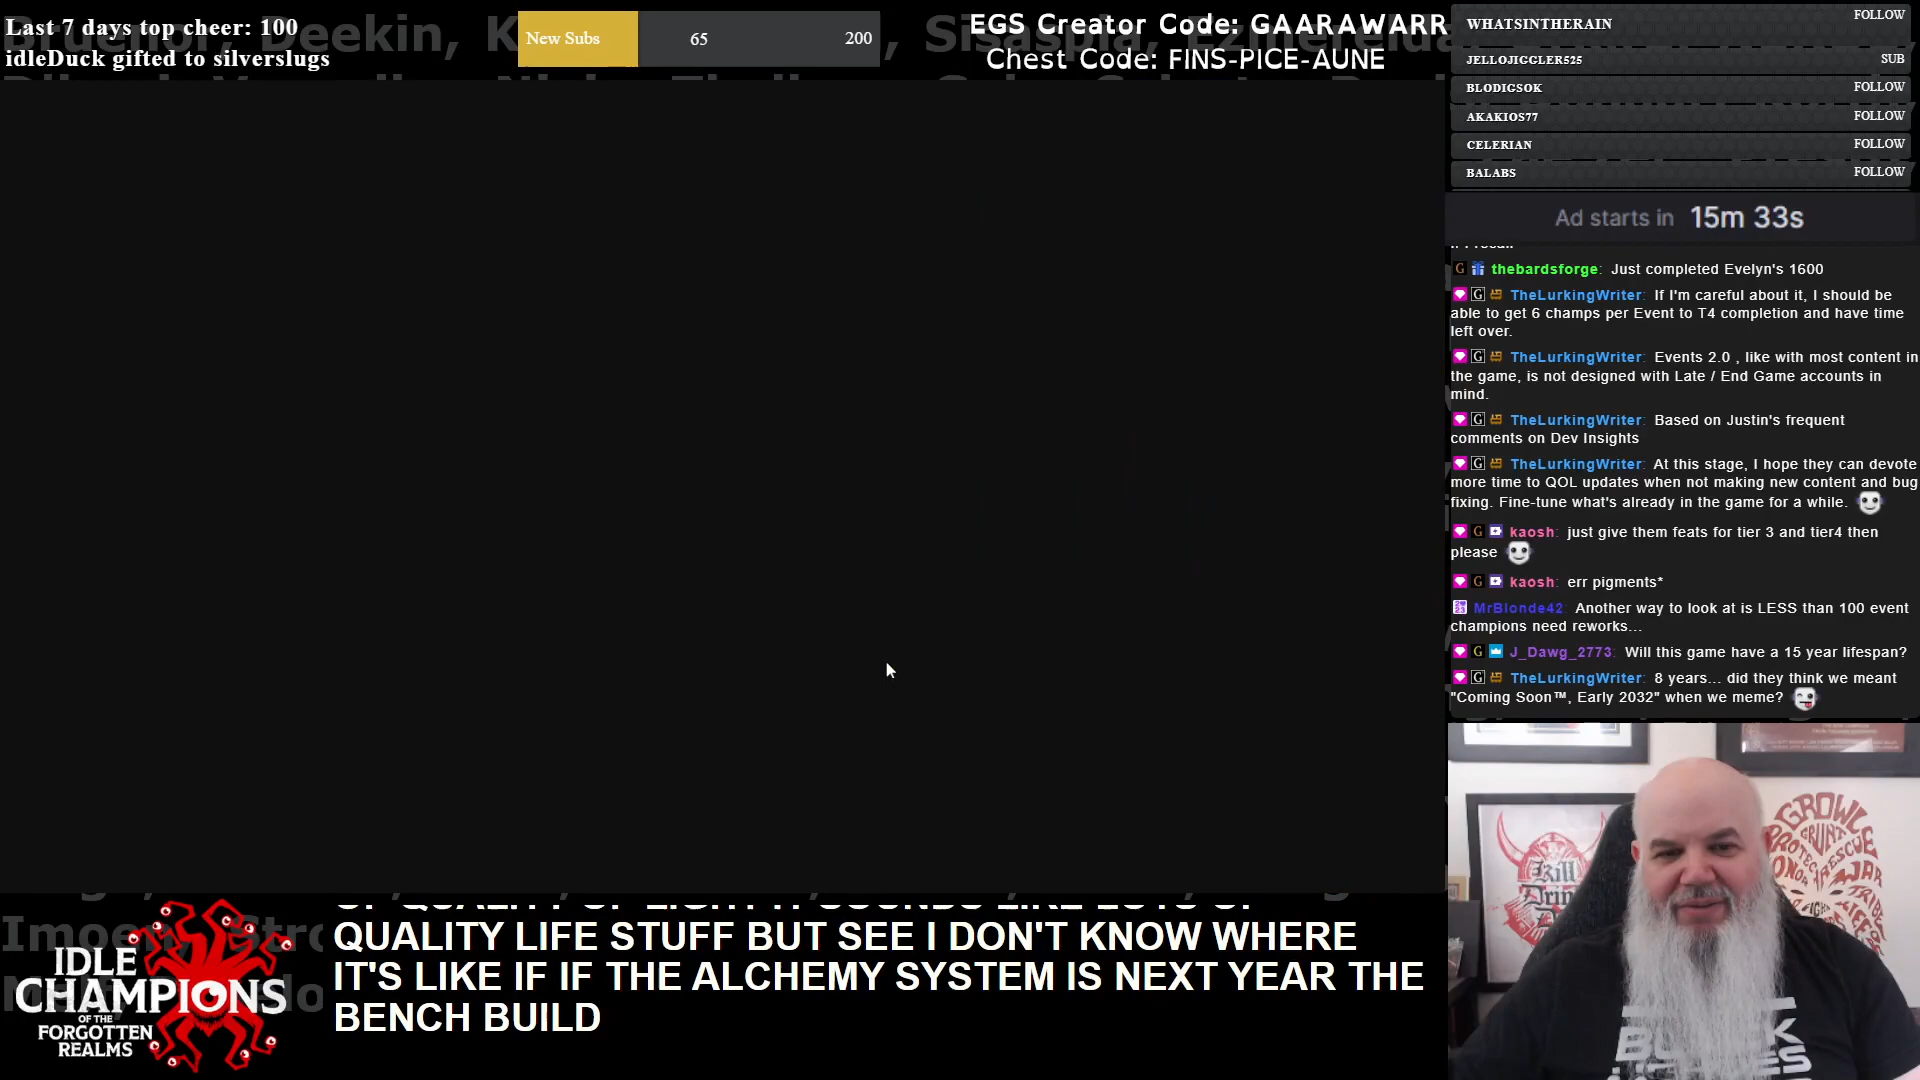 Last 7 days top cheer: 100
idleDuck gifted to silverslugs
New Subs 65 200
EGS Creator Code: GAARAWARR
Chest Code: FINS-PICE-AUNE
WHATSINTHERAIN FOLLOW
JELLOJIGGLER525 SUB
BLODIGSOK FOLLOW
AKAKIOS77 FOLLOW
CELERIAN FOLLOW
BALABS FOLLOW
Ad starts in 15m 33s
thebardsforge: Just completed Evelyn's 1600
TheLurkingWriter: If I'm careful about it, I should be
able to get 6 champs per Event to T4 completion and have time
left over.
TheLurkingWriter: Events 2.0 , like with most content in
the game, is not designed with Late / End Game accounts in
mind.
TheLurkingWriter: Based on Justin's frequent
comments on Dev Insights
TheLurkingWriter: At this stage, I hope they can devote
more time to QOL updates when not making new content and bug
fixing. Fine-tune what's already in the game for a while.
kaosh: just give them feats for tier 3 and tier4 then
please
kaosh: err pigments*
MrBlonde42: Another way to look at is LESS than 100 event
champions need reworks...
J_Dawg_2773: Will this game have a 15 year lifespan?
TheLurkingWriter: 8 years... did they think we meant
"Coming Soon™, Early 2032" when we meme?
IDLE
CHAMPIONS
OF THE
FORGOTTEN
REALMS
QUALITY LIFE STUFF BUT SEE I DON'T KNOW WHERE
IT'S LIKE IF IF THE ALCHEMY SYSTEM IS NEXT YEAR THE
BENCH BUILD
Kill
GROWL
GRUNT